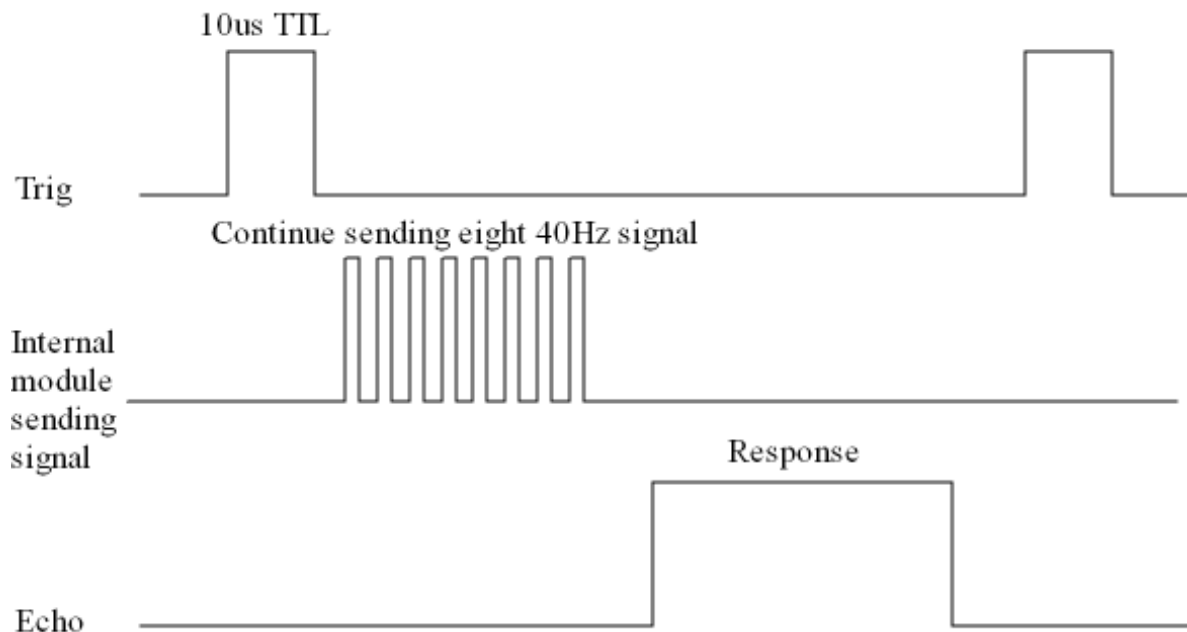 10us TTL
Trig
Continue sending eight 40Hz signal
Internal
module
sending
signal
Response
Echo